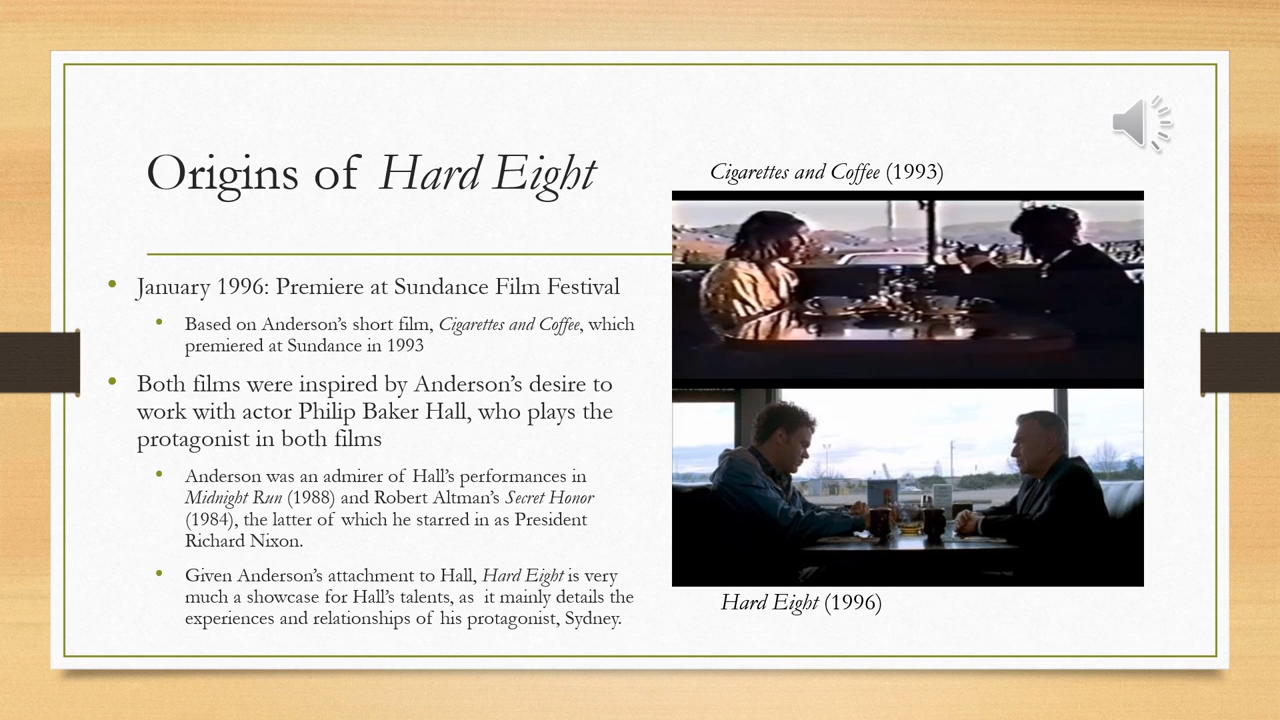 Origins of Hard Eight
January 1996: Premiere at Sundance Film Festival
Based on Anderson's short film, Cigarettes and Coffee, which
premiered at Sundance in 1993
Both films were inspired by Anderson's desire to
work with actor Philip Baker Hall, who plays the
protagonist in both films
Anderson was an admirer of Hall's performances in
Midnight Run (1988) and Robert Altman's Secret Honor
(1984), the latter of which he starred in as President
Richard Nixon.
Given Anderson's attachment to Hall, Hard Eight is very
much a showcase for Hall's talents, as it mainly details the
experiences and relationships of his protagonist, Sydney.
Cigarettes and Coffee (1993)
Hard Eight (1996)